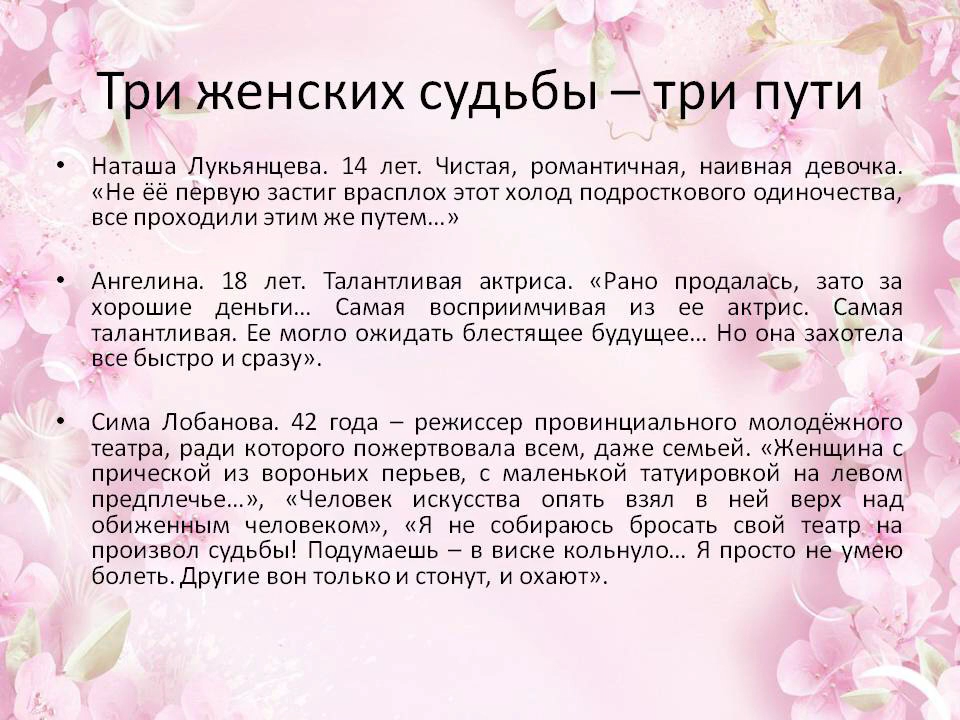 Три женских судьбы – три пути
• Наташа Лукьянцева. 14 лет. Чистая, романтичная, наивная девочка.
«Не ёё первую застиг врасплох этот холод подросткового одиночества,
все проходили этим же путем…»
• Ангелина. 18 лет. Талантливая актриса. «Рано продалась, зато за
хорошие деньги… Самая восприимчивая из ее актрис. Самая
талантливая. Ее могло ожидать блестящее будущее… Но она захотела
все быстро и сразу».
• Сима Лобанова. 42 года – режиссер провинциального молодёжного
театра, ради которого пожертвовала всем, даже семьей. «Женщина с
прической из вороньих перьев, с маленькой татуировкой на левом
предплечье…», «Человек искусства опять взял в ней верх над
обиженным человеком», «Я не собираюсь бросать свой театр на
произвол судьбы! Подумаешь – в виске кольнуло… Я просто не умею
болеть. Другие вон только и стонут, и охают».